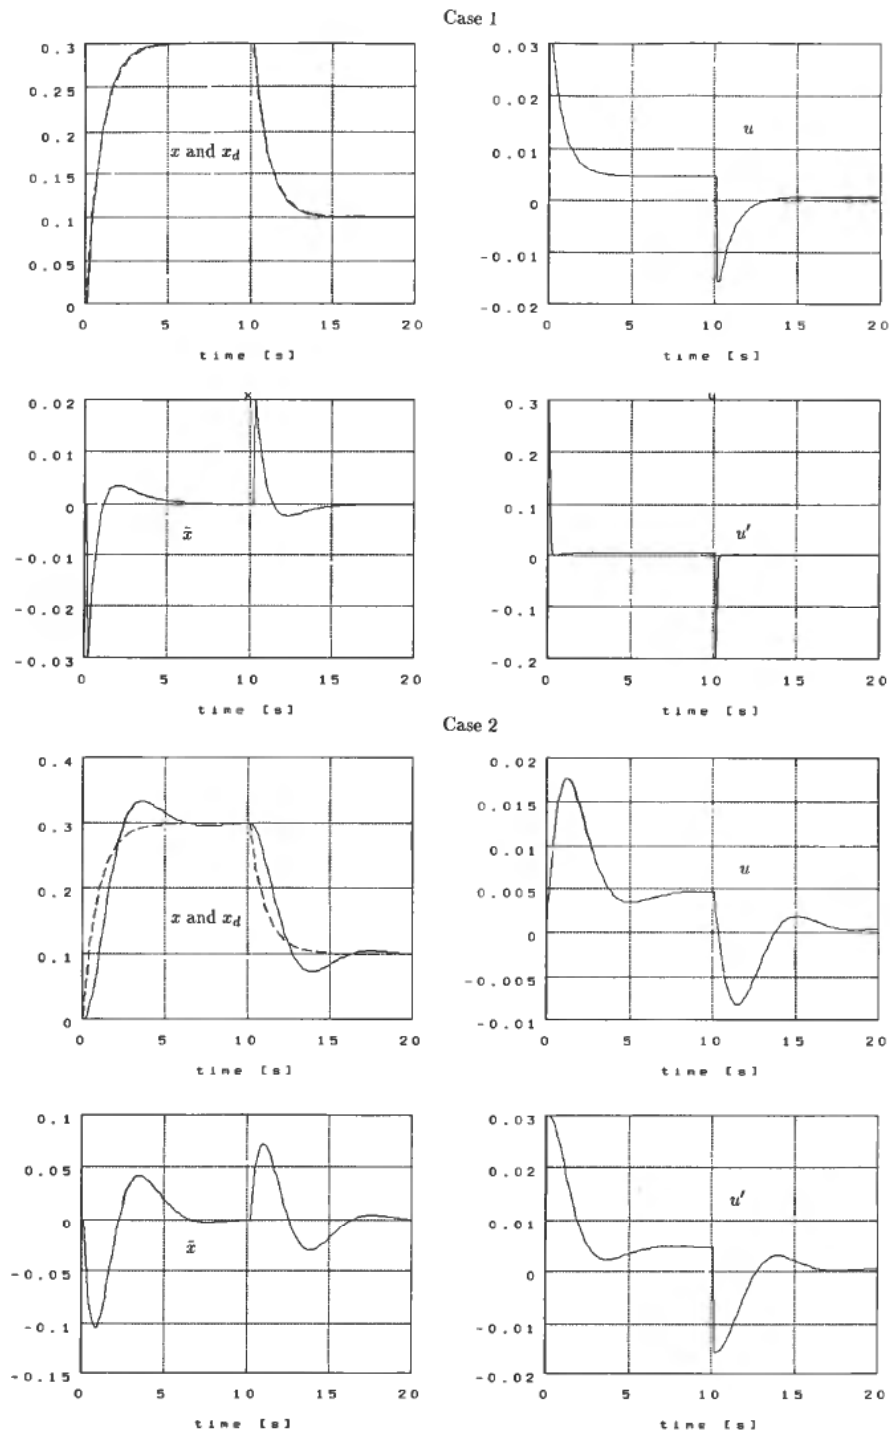 Case 1
0.3
0.25
0.2
0.15
0.1
0.05
0
x and x_d
0 5 10 15 20
time [s]
0.03
0.02
0.01
0
-0.01
-0.02
u
0 5 10 15 20
time [s]
x
0.02
0.01
0
-0.01
-0.02
-0.03
x̃
0 5 10 15 20
time [s]
u
0.3
0.2
0.1
0
-0.1
-0.2
u′
0 5 10 15 20
time [s]
Case 2
0.4
0.3
0.2
0.1
0
x and x_d
0 5 10 15 20
time [s]
0.02
0.015
0.01
0.005
0
-0.005
-0.01
u
0 5 10 15 20
time [s]
0.1
0.05
0
-0.05
-0.1
-0.15
x̃
0 5 10 15 20
time [s]
0.03
0.02
0.01
0
-0.01
-0.02
u′
0 5 10 15 20
time [s]